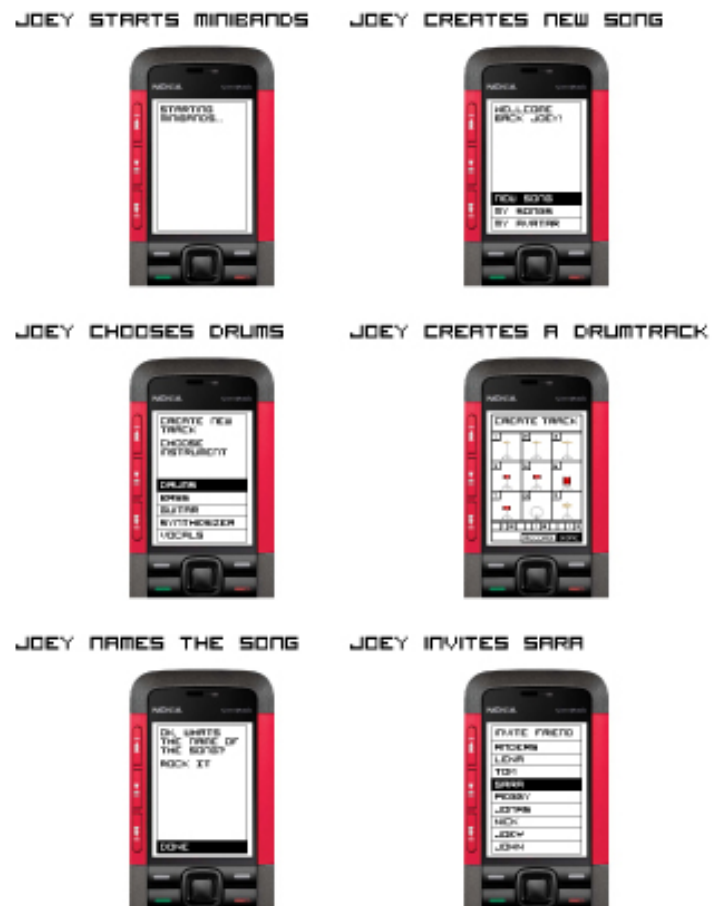 JOEY STARTS MINIBANDS
JOEY CREATES NEW SONG
NOKIA
STARTING
MINIBANDS..
NOKIA
WELLCOME
BACK JOEY!
NEW SONG
MY SONGS
MY AVATAR
JOEY CHOOSES DRUMS
JOEY CREATES A DRUMTRACK
NOKIA
CREATE NEW
TRACK
CHOOSE
INSTRUMENT
DRUMS
BASS
GUITAR
SYNTHESIZER
VOCALS
NOKIA
CREATE TRACK
JOEY NAMES THE SONG
JOEY INVITES SARA
NOKIA
OK, WHATS
THE NAME OF
THE SONG?
ROCK IT
DONE
NOKIA
INVITE FRIEND
ANDERS
LENA
TOM
SARA
PEGGY
JONAS
NICK
JOEY
JOHN